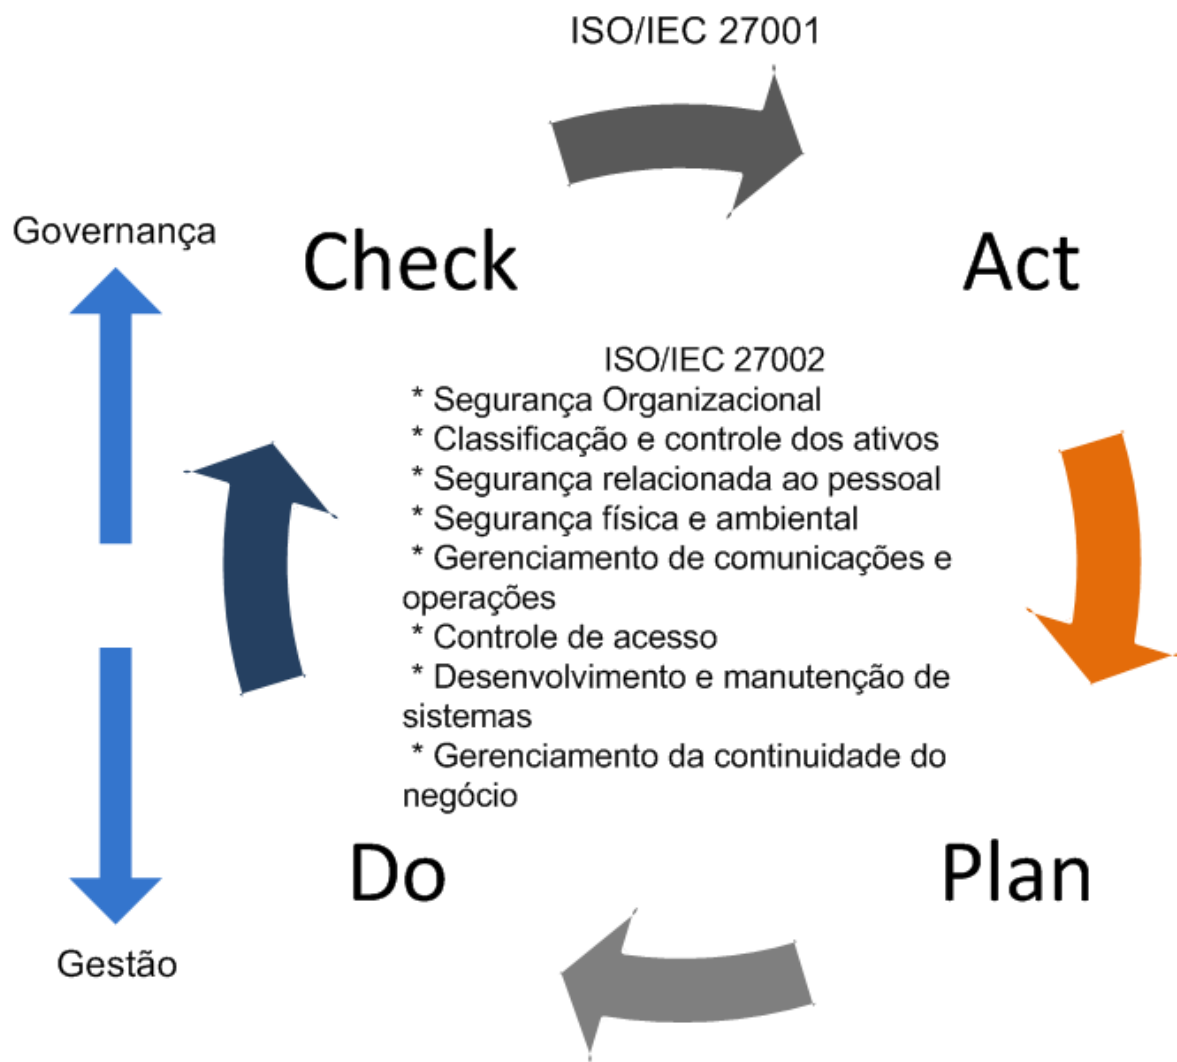 ISO/IEC 27001
Governança
Check
Act
ISO/IEC 27002
* Segurança Organizacional
* Classificação e controle dos ativos
* Segurança relacionada ao pessoal
* Segurança física e ambiental
* Gerenciamento de comunicações e
operações
* Controle de acesso
* Desenvolvimento e manutenção de
sistemas
* Gerenciamento da continuidade do
negócio
Do
Plan
Gestão